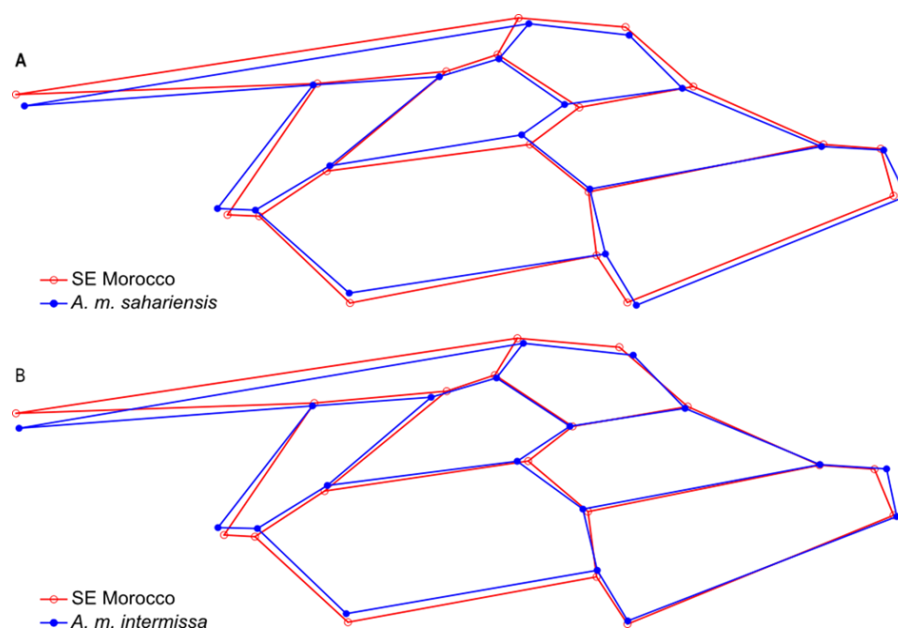 A
SE Morocco
A. m. sahariensis
B
SE Morocco
A. m. intermissa